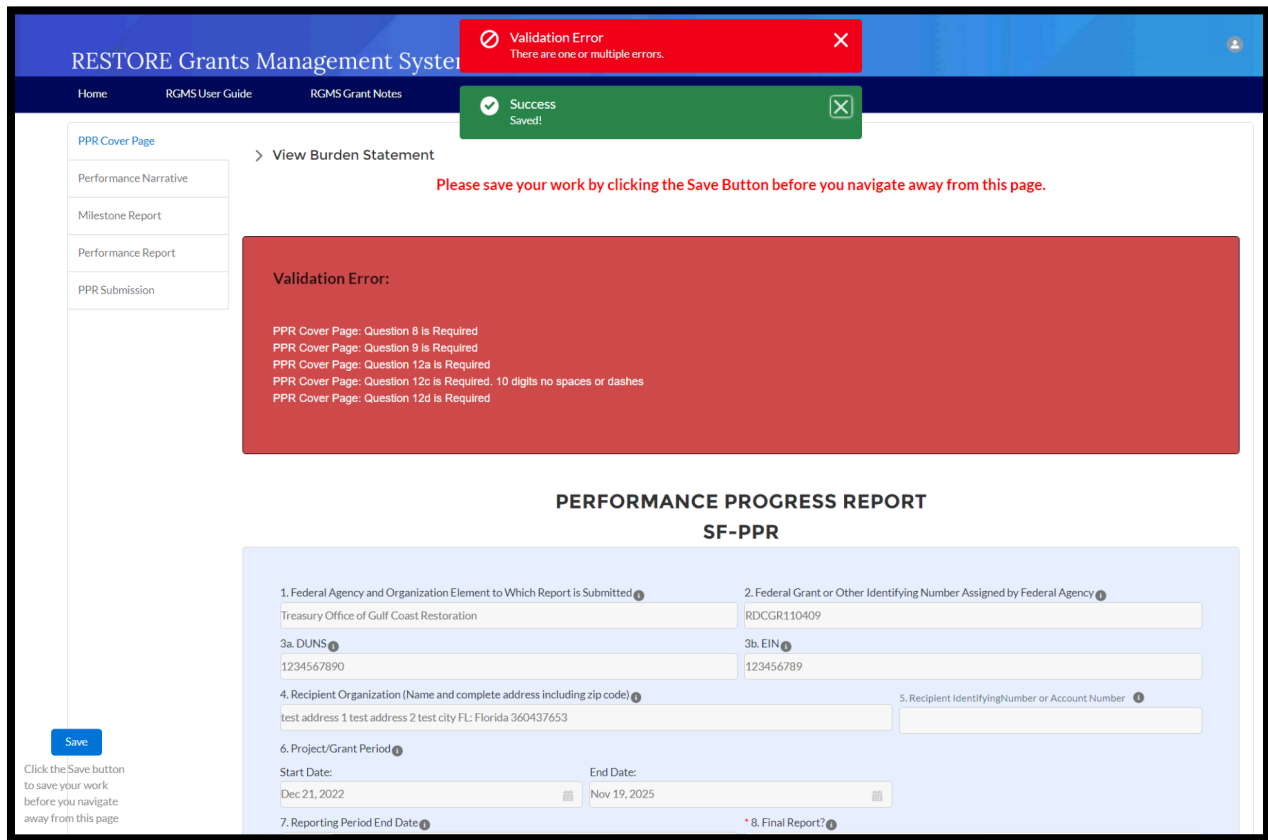 Validation Error
There are one or multiple errors.
RESTORE Grants Management Syster
Home RGMS User Guide RGMS Grant Notes
Success
Saved!
PPR Cover Page
Performance Narrative
Milestone Report
Performance Report
PPR Submission
View Burden Statement
Please save your work by clicking the Save Button before you navigate away from this page.
Validation Error:
PPR Cover Page: Question 8 is Required
PPR Cover Page: Question 9 is Required
PPR Cover Page: Question 12a is Required
PPR Cover Page: Question 12c is Required. 10 digits no spaces or dashes
PPR Cover Page: Question 12d is Required
PERFORMANCE PROGRESS REPORT
SF-PPR
1. Federal Agency and Organization Element to Which Report is Submitted
Treasury Office of Gulf Coast Restoration
2. Federal Grant or Other Identifying Number Assigned by Federal Agency
RDCGR110409
3a. DUNS
1234567890
3b. EIN
123456789
4. Recipient Organization (Name and complete address including zip code)
test address 1 test address 2 test city FL: Florida 360437653
5. Recipient IdentifyingNumber or Account Number
6. Project/Grant Period
Start Date:
Dec 21, 2022
End Date:
Nov 19, 2025
7. Reporting Period End Date
* 8. Final Report?
Save
Click the Save button
to save your work
before you navigate
away from this page